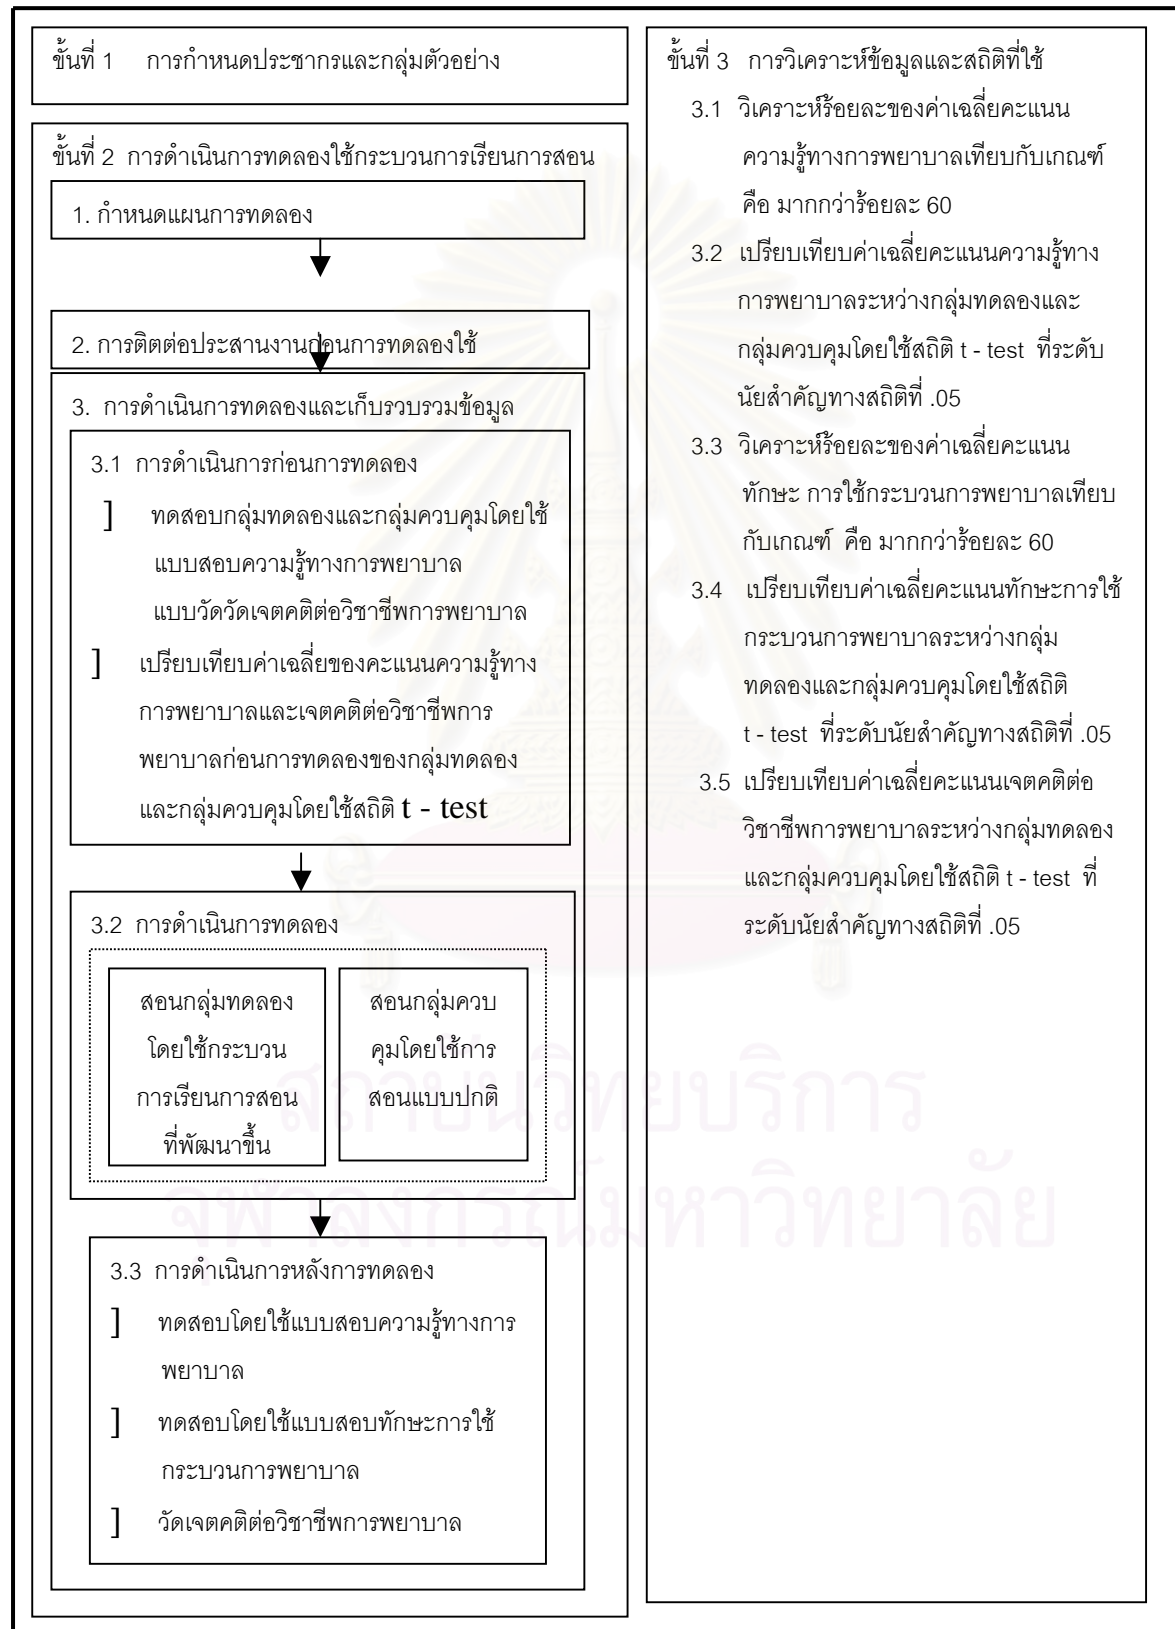 ขั้นที่ 1 การกำหนดประชากรและกลุ่มตัวอย่าง
ขั้นที่ 2 การดำเนินการทดลองใช้กระบวนการเรียนการสอน
1. กำหนดแผนการทดลอง
2. การติตต่อประสานงานก่อนการทดลองใช้
3. การดำเนินการทดลองและเก็บรวบรวมข้อมูล
3.1 การดำเนินการก่อนการทดลอง
] ทดสอบกลุ่มทดลองและกลุ่มควบคุมโดยใช้
แบบสอบความรู้ทางการพยาบาล
แบบวัดวัดเจตคติต่อวิชาชีพการพยาบาล
] เปรียบเทียบค่าเฉลี่ยของคะแนนความรู้ทาง
การพยาบาลและเจตคติต่อวิชาชีพการ
พยาบาลก่อนการทดลองของกลุ่มทดลอง
และกลุ่มควบคุมโดยใช้สถิติ t - test
3.2 การดำเนินการทดลอง
สอนกลุ่มทดลอง
โดยใช้กระบวน
การเรียนการสอน
ที่พัฒนาขึ้น
สอนกลุ่มควบ
คุมโดยใช้การ
สอนแบบปกติ
3.3 การดำเนินการหลังการทดลอง
] ทดสอบโดยใช้แบบสอบความรู้ทางการ
พยาบาล
] ทดสอบโดยใช้แบบสอบทักษะการใช้
กระบวนการพยาบาล
] วัดเจตคติต่อวิชาชีพการพยาบาล
ขั้นที่ 3 การวิเคราะห์ข้อมูลและสถิติที่ใช้
3.1 วิเคราะห์ร้อยละของค่าเฉลี่ยคะแนน
ความรู้ทางการพยาบาลเทียบกับเกณฑ์
คือ มากกว่าร้อยละ 60
3.2 เปรียบเทียบค่าเฉลี่ยคะแนนความรู้ทาง
การพยาบาลระหว่างกลุ่มทดลองและ
กลุ่มควบคุมโดยใช้สถิติ t - test ที่ระดับ
นัยสำคัญทางสถิติที่ .05
3.3 วิเคราะห์ร้อยละของค่าเฉลี่ยคะแนน
ทักษะ การใช้กระบวนการพยาบาลเทียบ
กับเกณฑ์ คือ มากกว่าร้อยละ 60
3.4 เปรียบเทียบค่าเฉลี่ยคะแนนทักษะการใช้
กระบวนการพยาบาลระหว่างกลุ่ม
ทดลองและกลุ่มควบคุมโดยใช้สถิติ
t - test ที่ระดับนัยสำคัญทางสถิติที่ .05
3.5 เปรียบเทียบค่าเฉลี่ยคะแนนเจตคติต่อ
วิชาชีพการพยาบาลระหว่างกลุ่มทดลอง
และกลุ่มควบคุมโดยใช้สถิติ t - test ที่
ระดับนัยสำคัญทางสถิติที่ .05
สถาบันวิทยบริการ
จุฬาลงกรณ์มหาวิทยาลัย